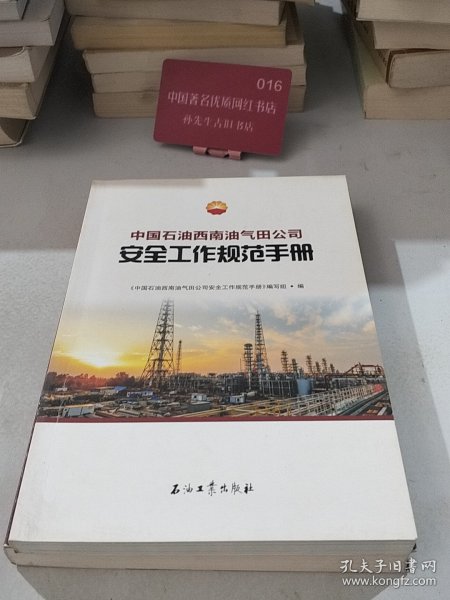 016
中国著名优质网红书店
孙先生古旧书店
中国石油西南油气田公司
安全工作规范手册
《中国石油西南油气田公司安全工作规范手册》编写组 • 编
石油工业出版社
孔夫子旧书网
www.kongfz.com